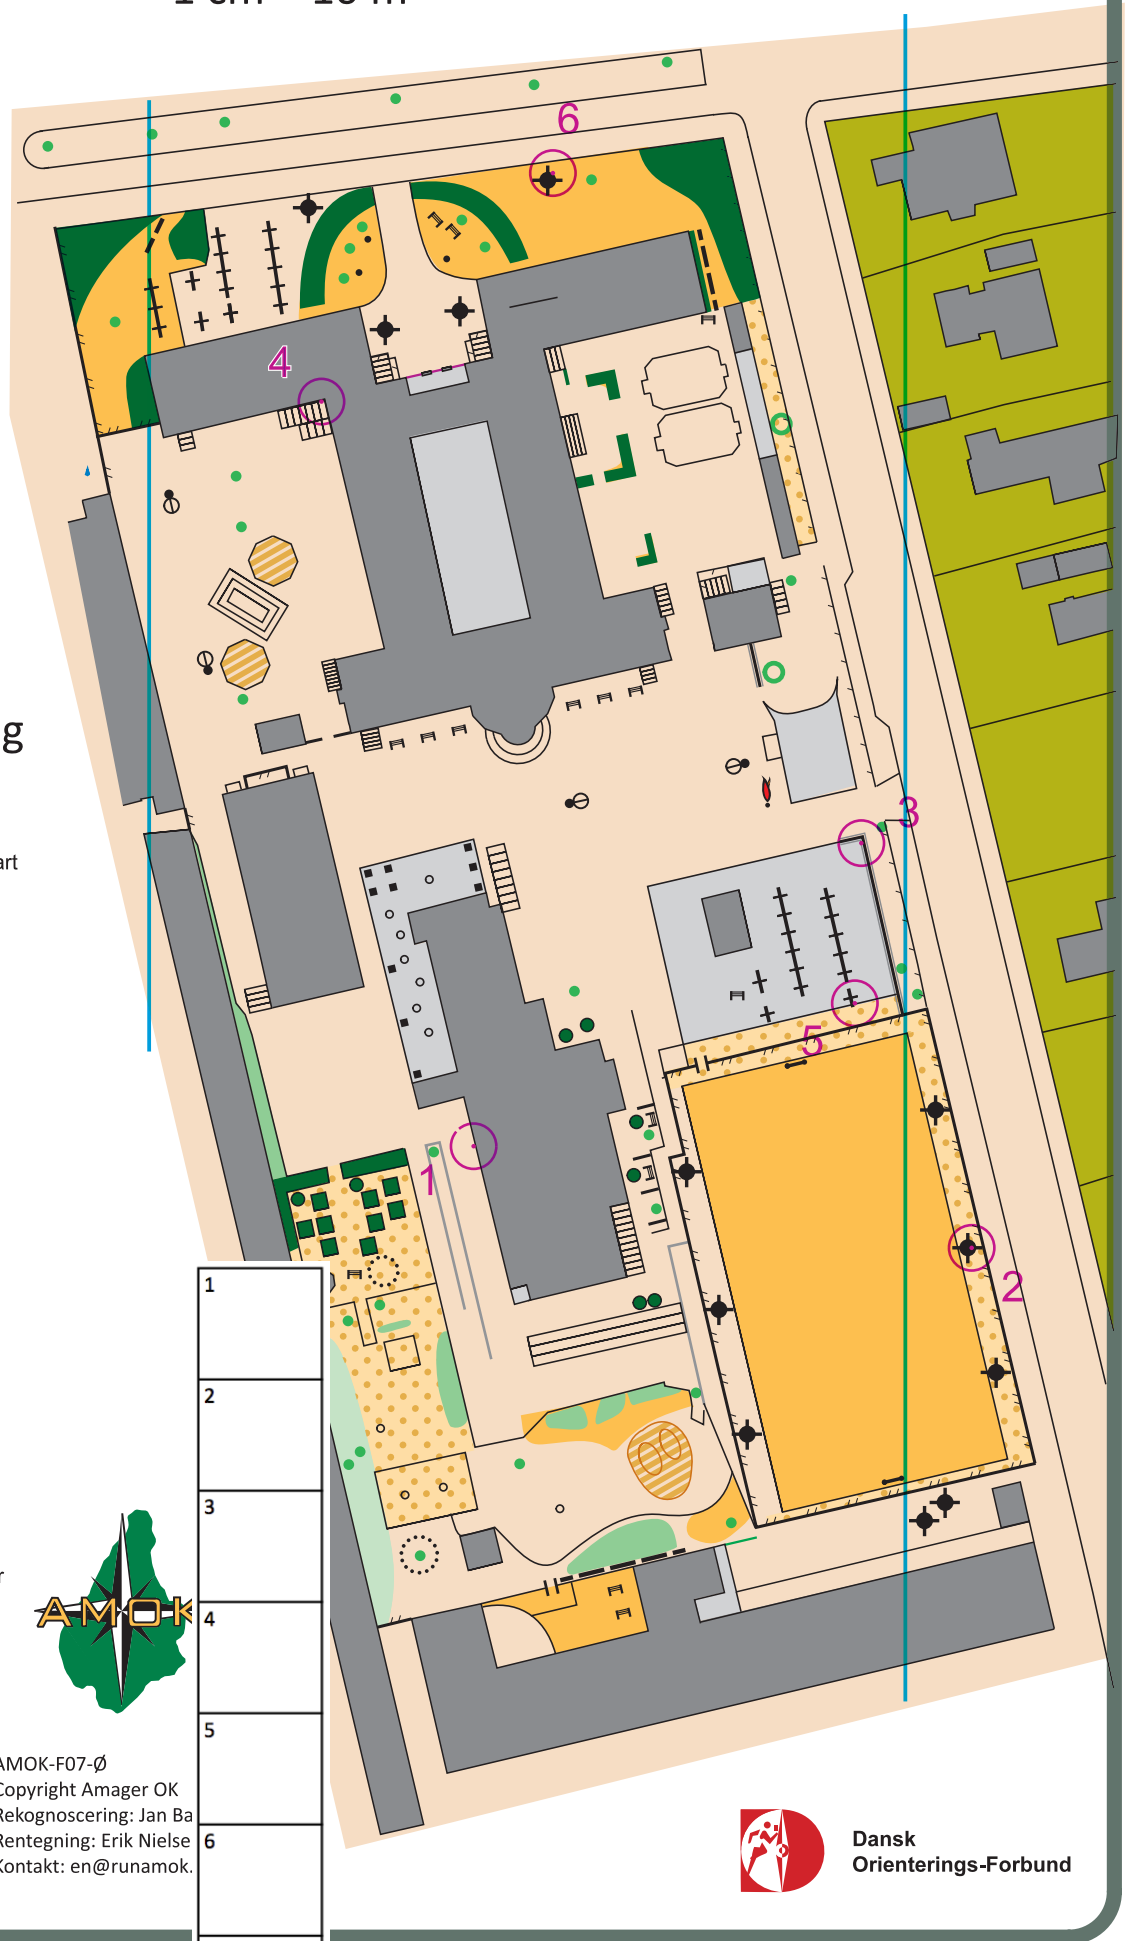 6
4
g
3
art
5
1
2
1
2
3
4
5
6
AMOK
r
AMOK-F07-Ø
Copyright Amager OK
Rekognoscering: Jan Ba
Rentegning: Erik Nielse
Kontakt: en@runamok.
Dansk
Orienterings-Forbund